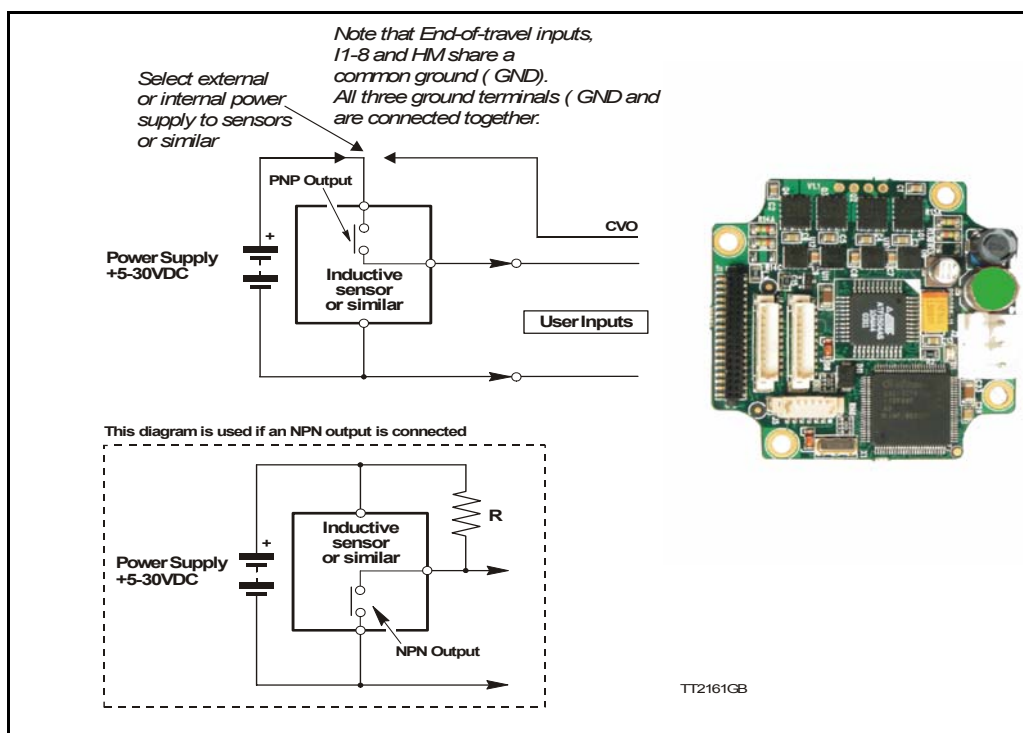 Note that End-of-travel inputs,
I1-8 and HM share a
common ground ( GND).
All three ground terminals ( GND and
are connected together.
Select external
or internal power
supply to sensors
or similar
PNP Output
CVO
+
Power Supply
+5-30VDC
Inductive
sensor
or similar
User Inputs
This diagram is used if an NPN output is connected
Inductive
sensor
or similar
R
+
Power Supply
+5-30VDC
NPN Output
TT2161GB